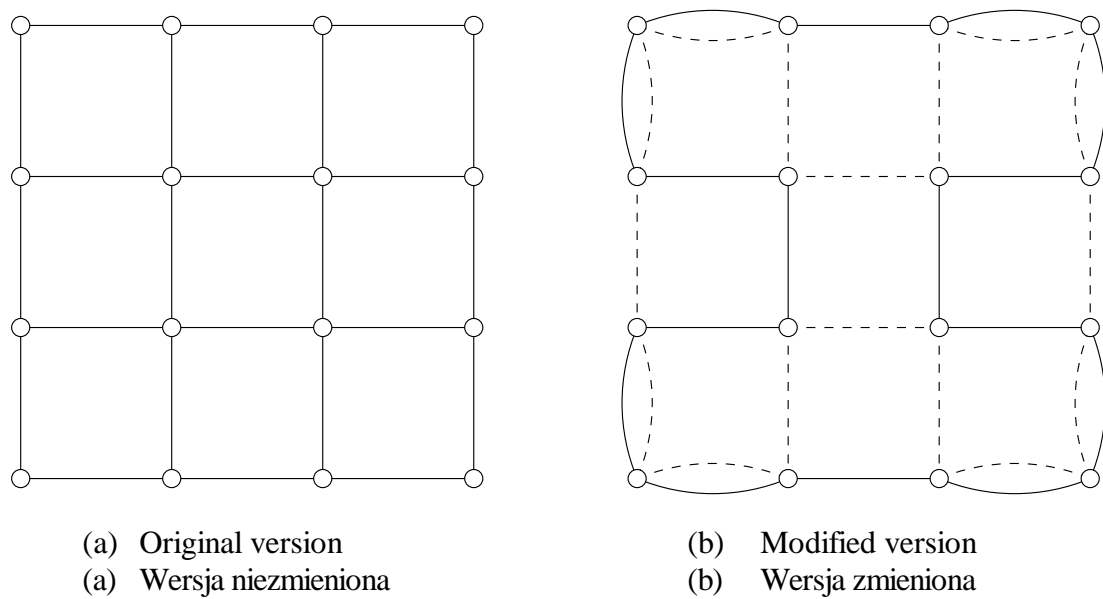 (a) Original version
(a) Wersja niezmieniona
(b) Modified version
(b) Wersja zmieniona